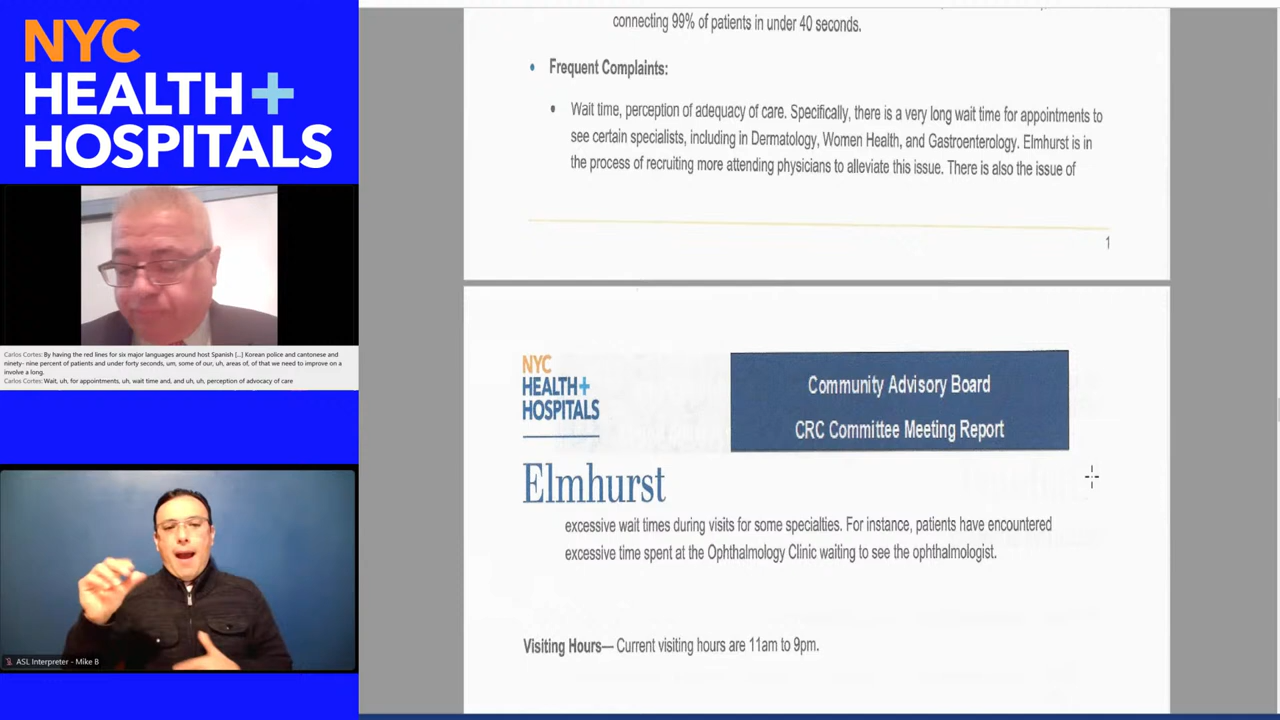 NYC
HEALTH+
HOSPITALS
Carlos Cortes: By having the red lines for six major languages around host Spanish [...] Korean police and cantonese and
ninety- nine percent of patients and under forty seconds, um, some of our, uh, areas of, of that we need to improve on a
involve a long.
Carlos Cortes: Wait, uh, for appointments, uh, wait time and, and uh, uh, perception of advocacy of care
ASL Interpreter - Mike B
connecting 99% of patients in under 40 seconds.
• Frequent Complaints:
▪ Wait time, perception of adequacy of care. Specifically, there is a very long wait time for appointments to
see certain specialists, including in Dermatology, Women Health, and Gastroenterology. Elmhurst is in
the process of recruiting more attending physicians to alleviate this issue. There is also the issue of
1
NYC
HEALTH+
HOSPITALS
Community Advisory Board
CRC Committee Meeting Report
Elmhurst
excessive wait times during visits for some specialties. For instance, patients have encountered
excessive time spent at the Ophthalmology Clinic waiting to see the ophthalmologist.
Visiting Hours— Current visiting hours are 11am to 9pm.